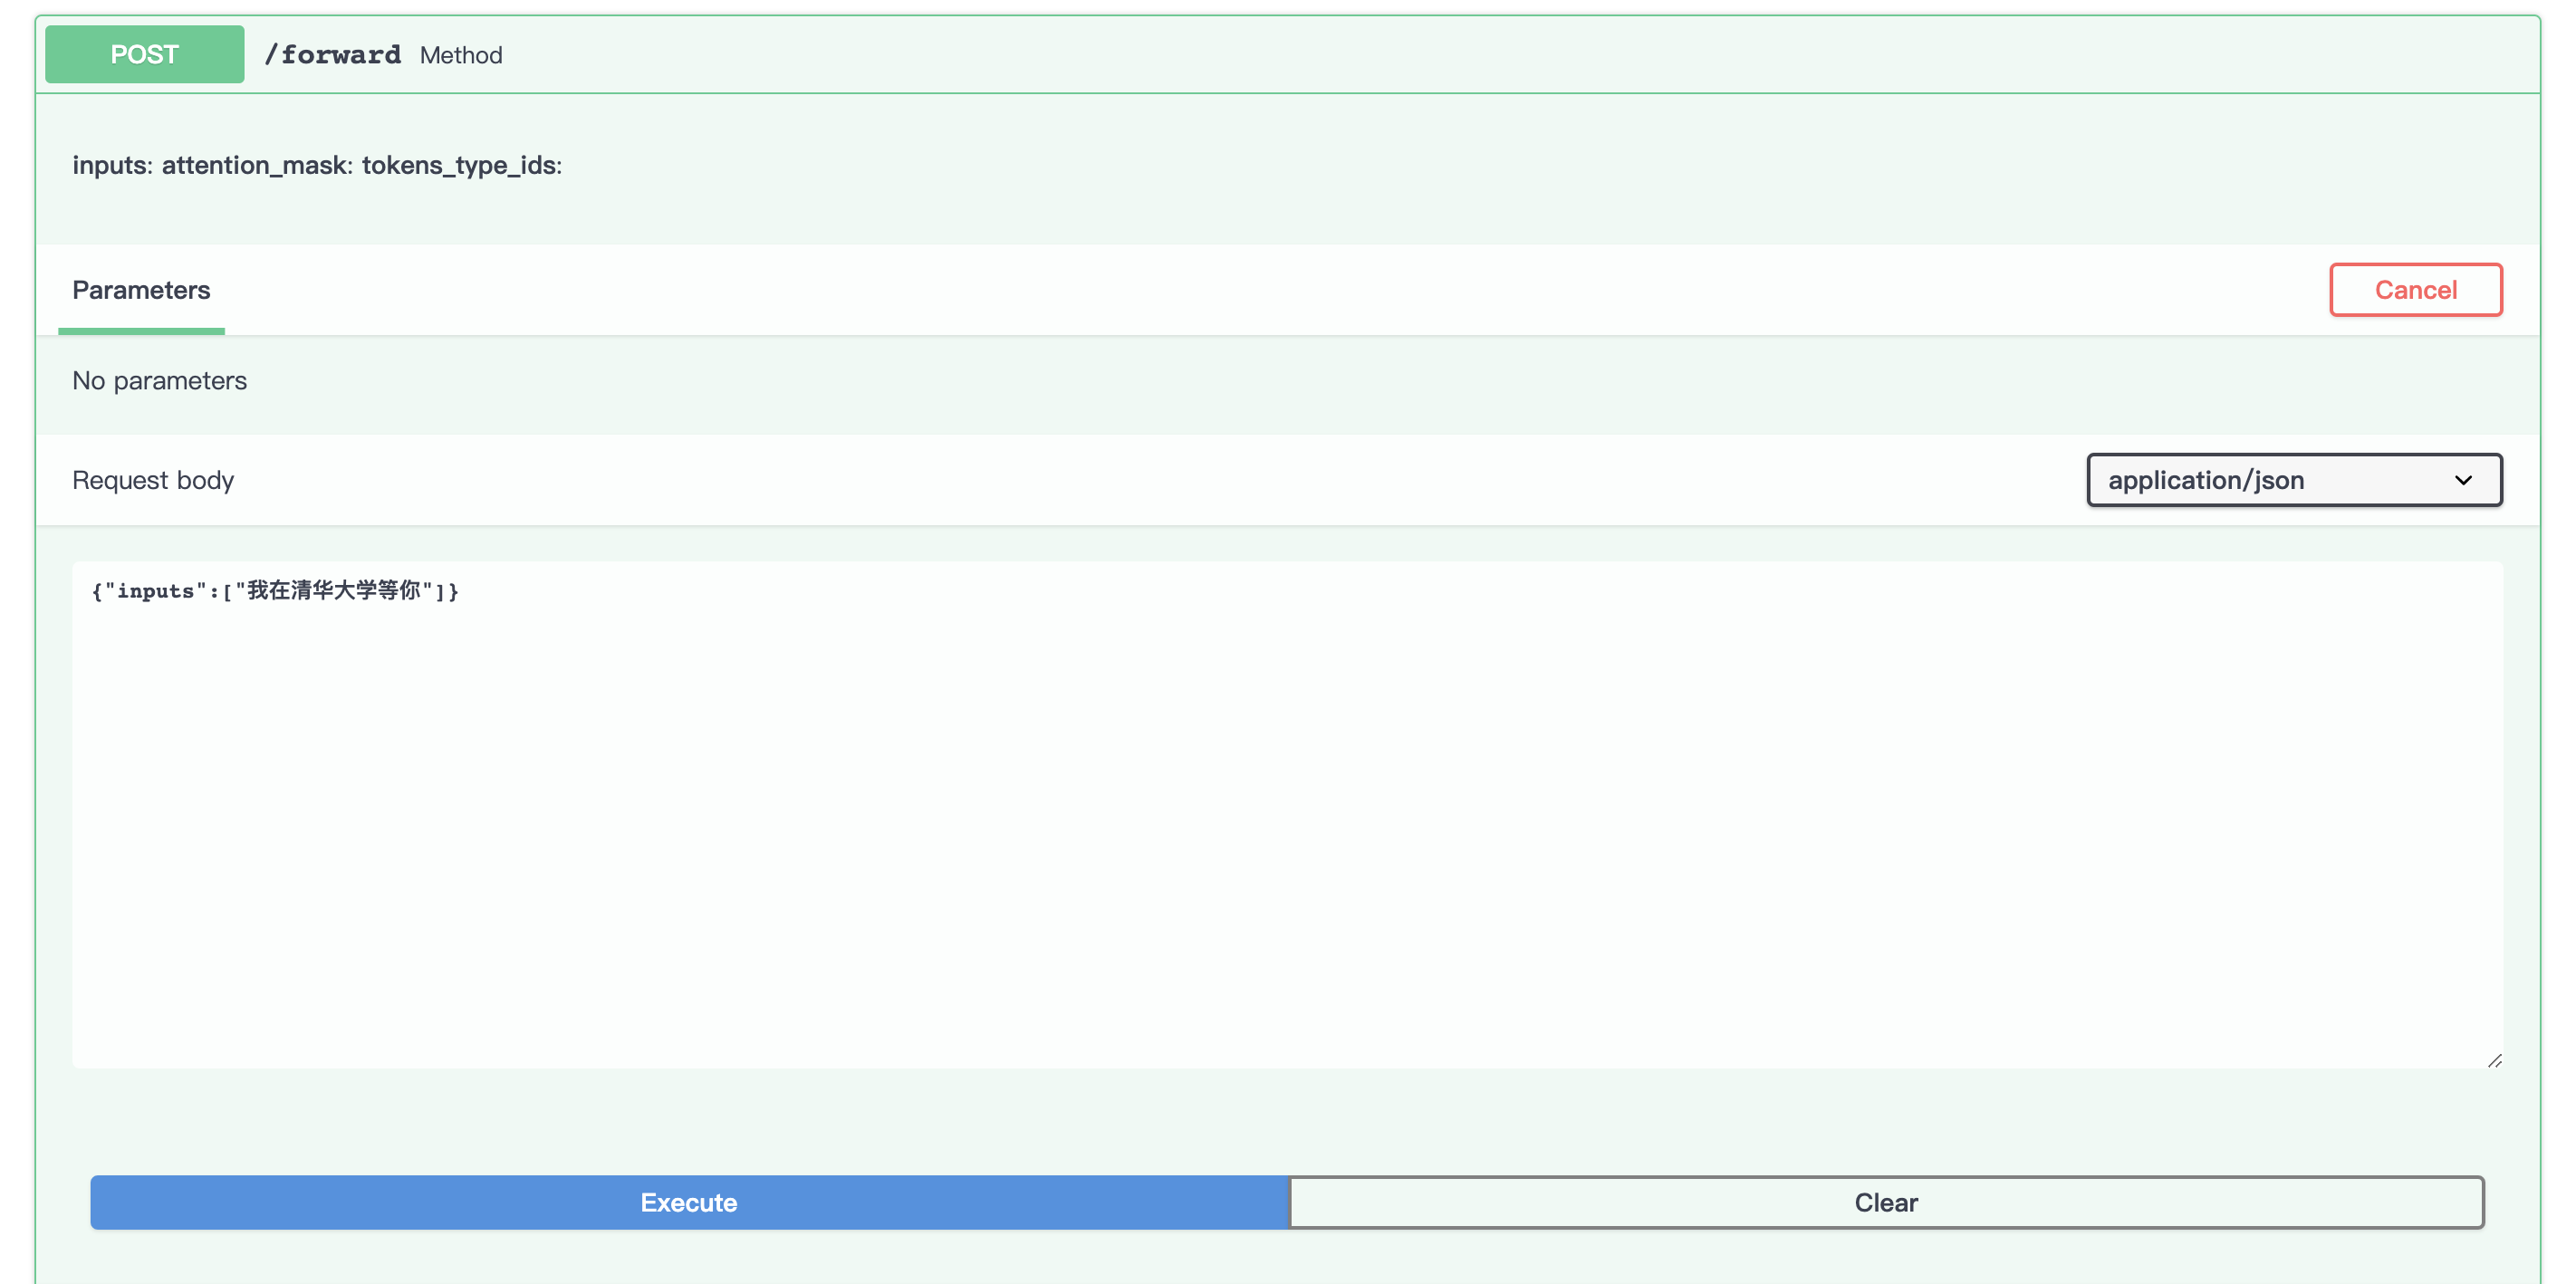 POST /forward Method
inputs: attention_mask: tokens_type_ids:
Parameters Cancel
No parameters
Request body application/json
{"inputs":["我在清华大学等你"]}
Execute Clear